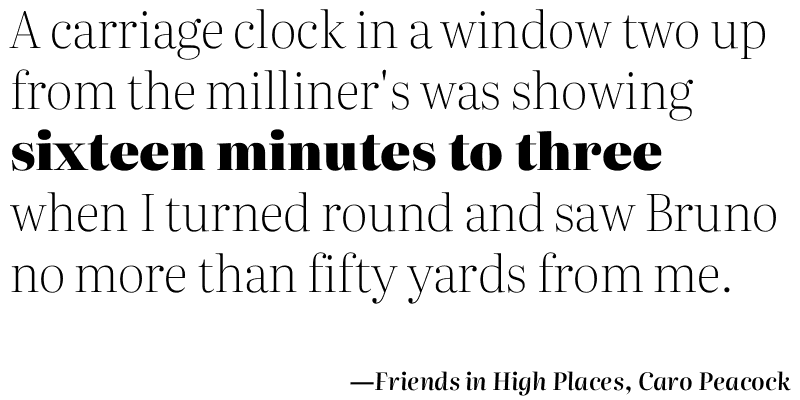 A carriage clock in a window two up
from the milliner's was showing
sixteen minutes to three
when I turned round and saw Bruno
no more than fifty yards from me.
—Friends in High Places, Caro Peacock